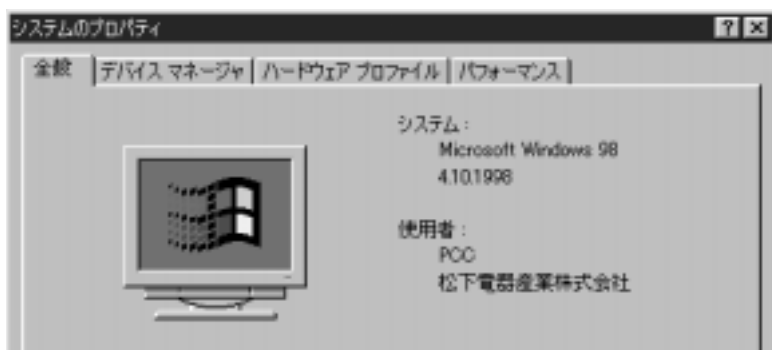 システムのプロパティ
全般 デバイス マネージャ ハードウェア プロファイル パフォーマンス
システム:
Microsoft Windows 98
4.10.1998
使用者:
PCC
松下電器産業株式会社